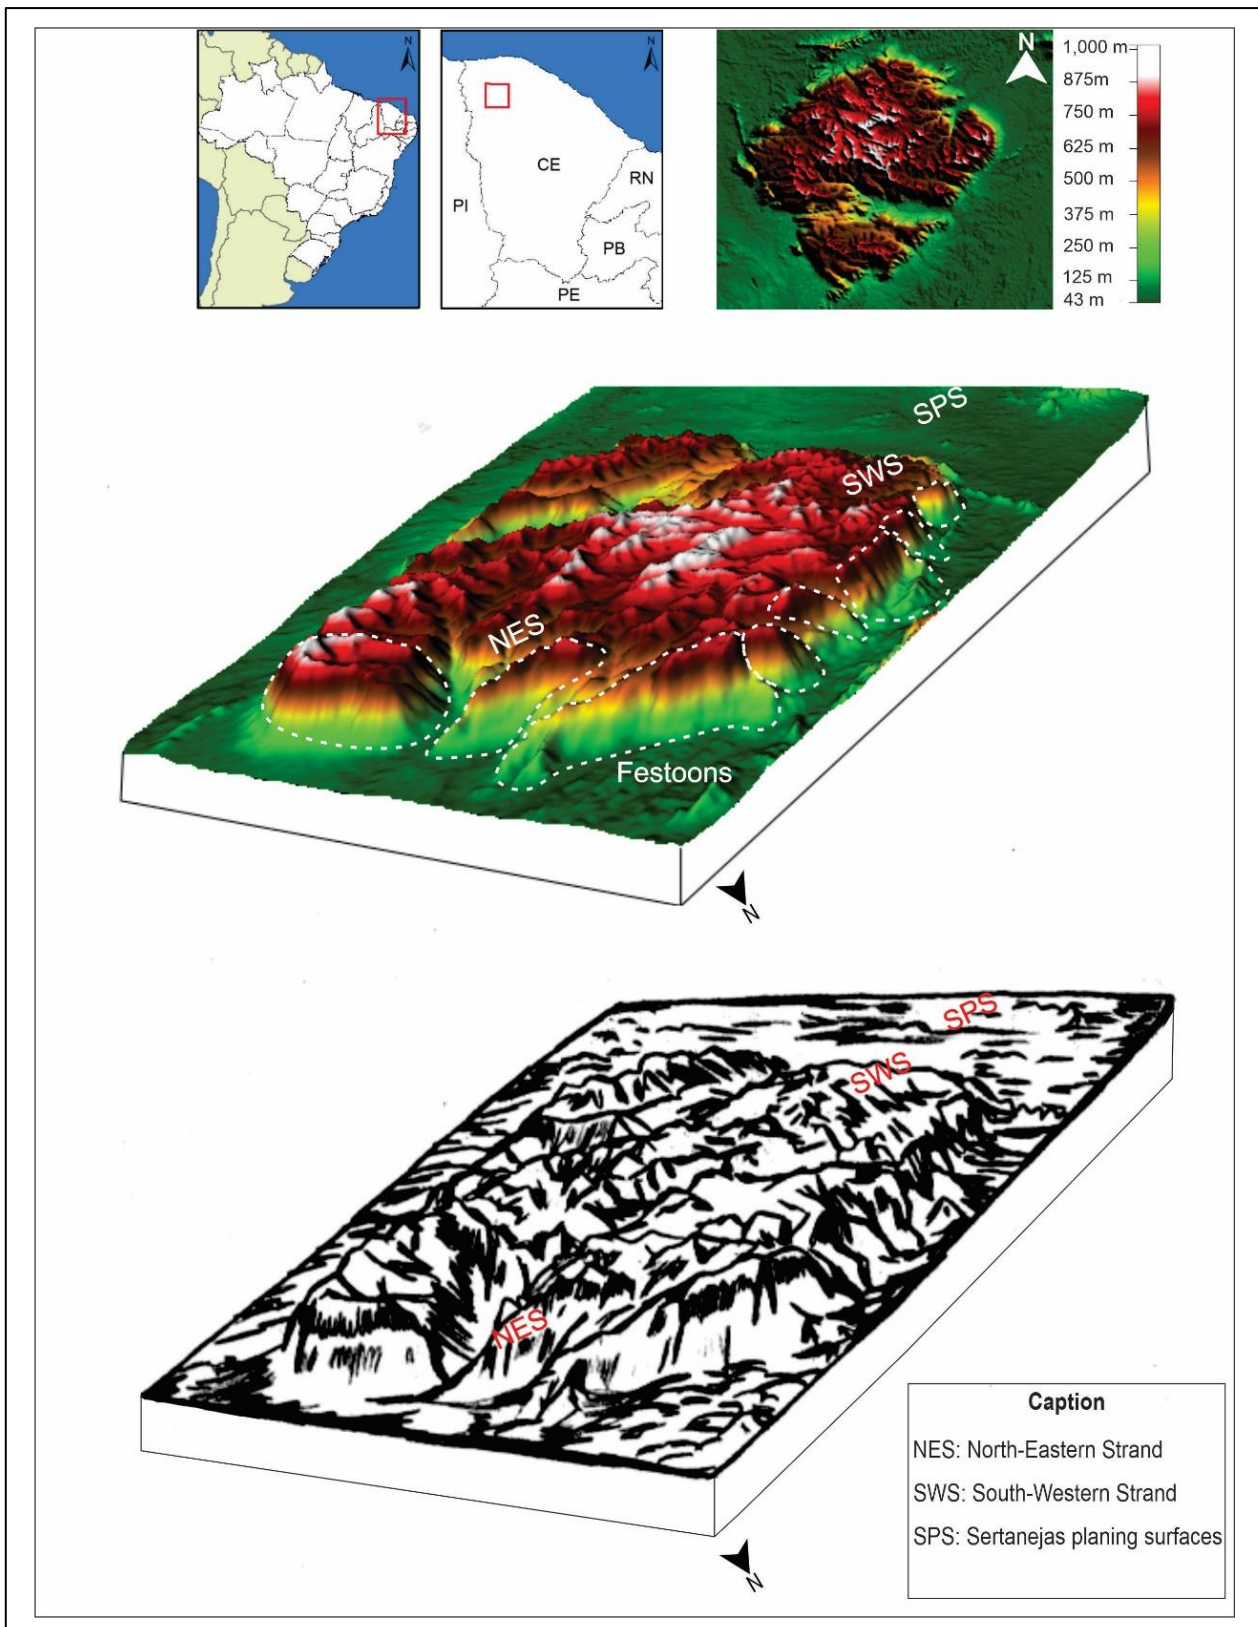 N
N
CE
RN
PI
PB
PE
N
1,000 m
875m
750 m
625 m
500 m
375 m
250 m
125 m
43 m
SPS
SWS
NES
Festoons
N
SPS
SWS
NES
Caption
NES: North-Eastern Strand
SWS: South-Western Strand
SPS: Sertanejas planing surfaces
N